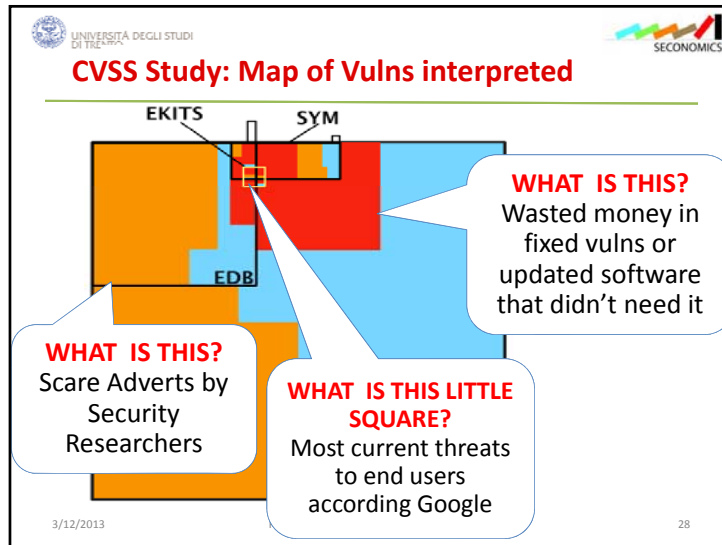 UNIVERSITÀ DEGLI STUDI
DI TRENTO
SECONOMICS
CVSS Study: Map of Vulns interpreted
EKITS
SYM
EDB
WHAT IS THIS?
Wasted money in
fixed vulns or
updated software
that didn't need it
WHAT IS THIS?
Scare Adverts by
Security
Researchers
WHAT IS THIS LITTLE
SQUARE?
Most current threats
to end users
according Google
3/12/2013
28